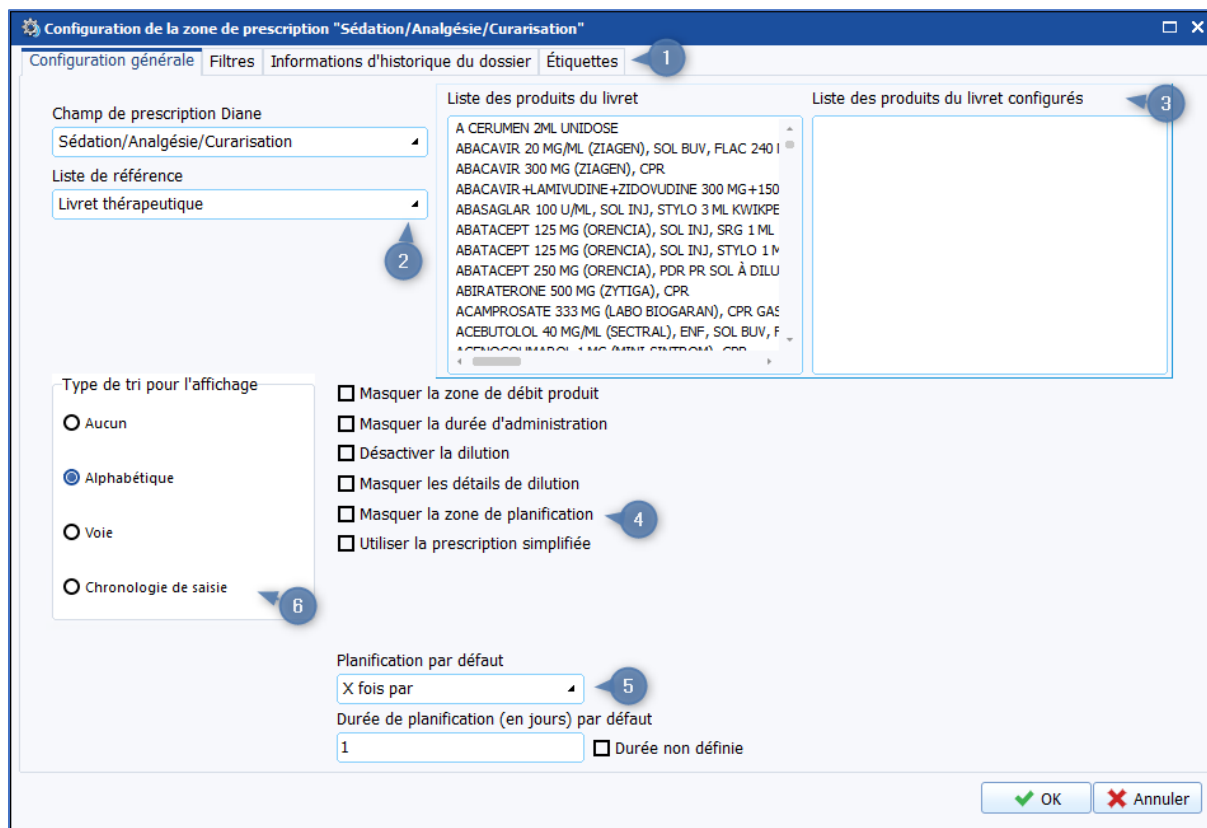 Configuration de la zone de prescription "Sédation/Analgésie/Curarisation"
Configuration générale Filtres Informations d'historique du dossier Étiquettes 1
Champ de prescription Diane
Sédation/Analgésie/Curarisation
Liste de référence
Livret thérapeutique
2
Liste des produits du livret
A CERUMEN 2ML UNIDOSE
ABACAVIR 20 MG/ML (ZIAGEN), SOL BUV, FLAC 240
ABACAVIR 300 MG (ZIAGEN), CPR
ABACAVIR+LAMIVUDINE+ZIDOVUDINE 300 MG+150
ABASAGLAR 100 U/ML, SOL INJ, STYLO 3 ML KWIKPE
ABATACEPT 125 MG (ORENCIA), SOL INJ, SRG 1 ML
ABATACEPT 125 MG (ORENCIA), SOL INJ, STYLO 1
ABATACEPT 250 MG (ORENCIA), PDR PR SOL À DILU
ABIRATERONE 500 MG (ZYTIGA), CPR
ACAMPROSATE 333 MG (LABO BIOGARAN), CPR GAS
ACEBUTOLOL 40 MG/ML (SECTRAL), ENF, SOL BUV,
ACENOCOUMAROL 1 MG (MINI SINTROM), CPR
Liste des produits du livret configurés 3
Type de tri pour l'affichage
Aucun
Alphabétique
Voie
Chronologie de saisie
6
Masquer la zone de débit produit
Masquer la durée d'administration
Désactiver la dilution
Masquer les détails de dilution
Masquer la zone de planification 4
Utiliser la prescription simplifiée
Planification par défaut
X fois par 5
Durée de planification (en jours) par défaut
1 Durée non définie
OK Annuler